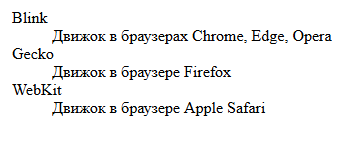 Blink
Движок в браузерах Chrome, Edge, Opera
Gecko
Движок в браузере Firefox
WebKit
Движок в браузере Apple Safari